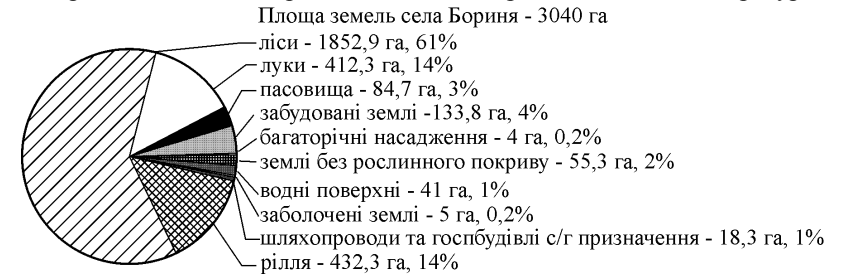 Площа земель села Бориня - 3040 га
ліси - 1852,9 га, 61%
луки - 412,3 га, 14%
пасовища - 84,7 га, 3%
забудовані землі -133,8 га, 4%
багаторічні насадження - 4 га, 0,2%
землі без рослинного покриву - 55,3 га, 2%
водні поверхні - 41 га, 1%
заболочені землі - 5 га, 0,2%
шляхопроводи та госпбудівлі с/г призначення - 18,3 га, 1%
рілля - 432,3 га, 14%